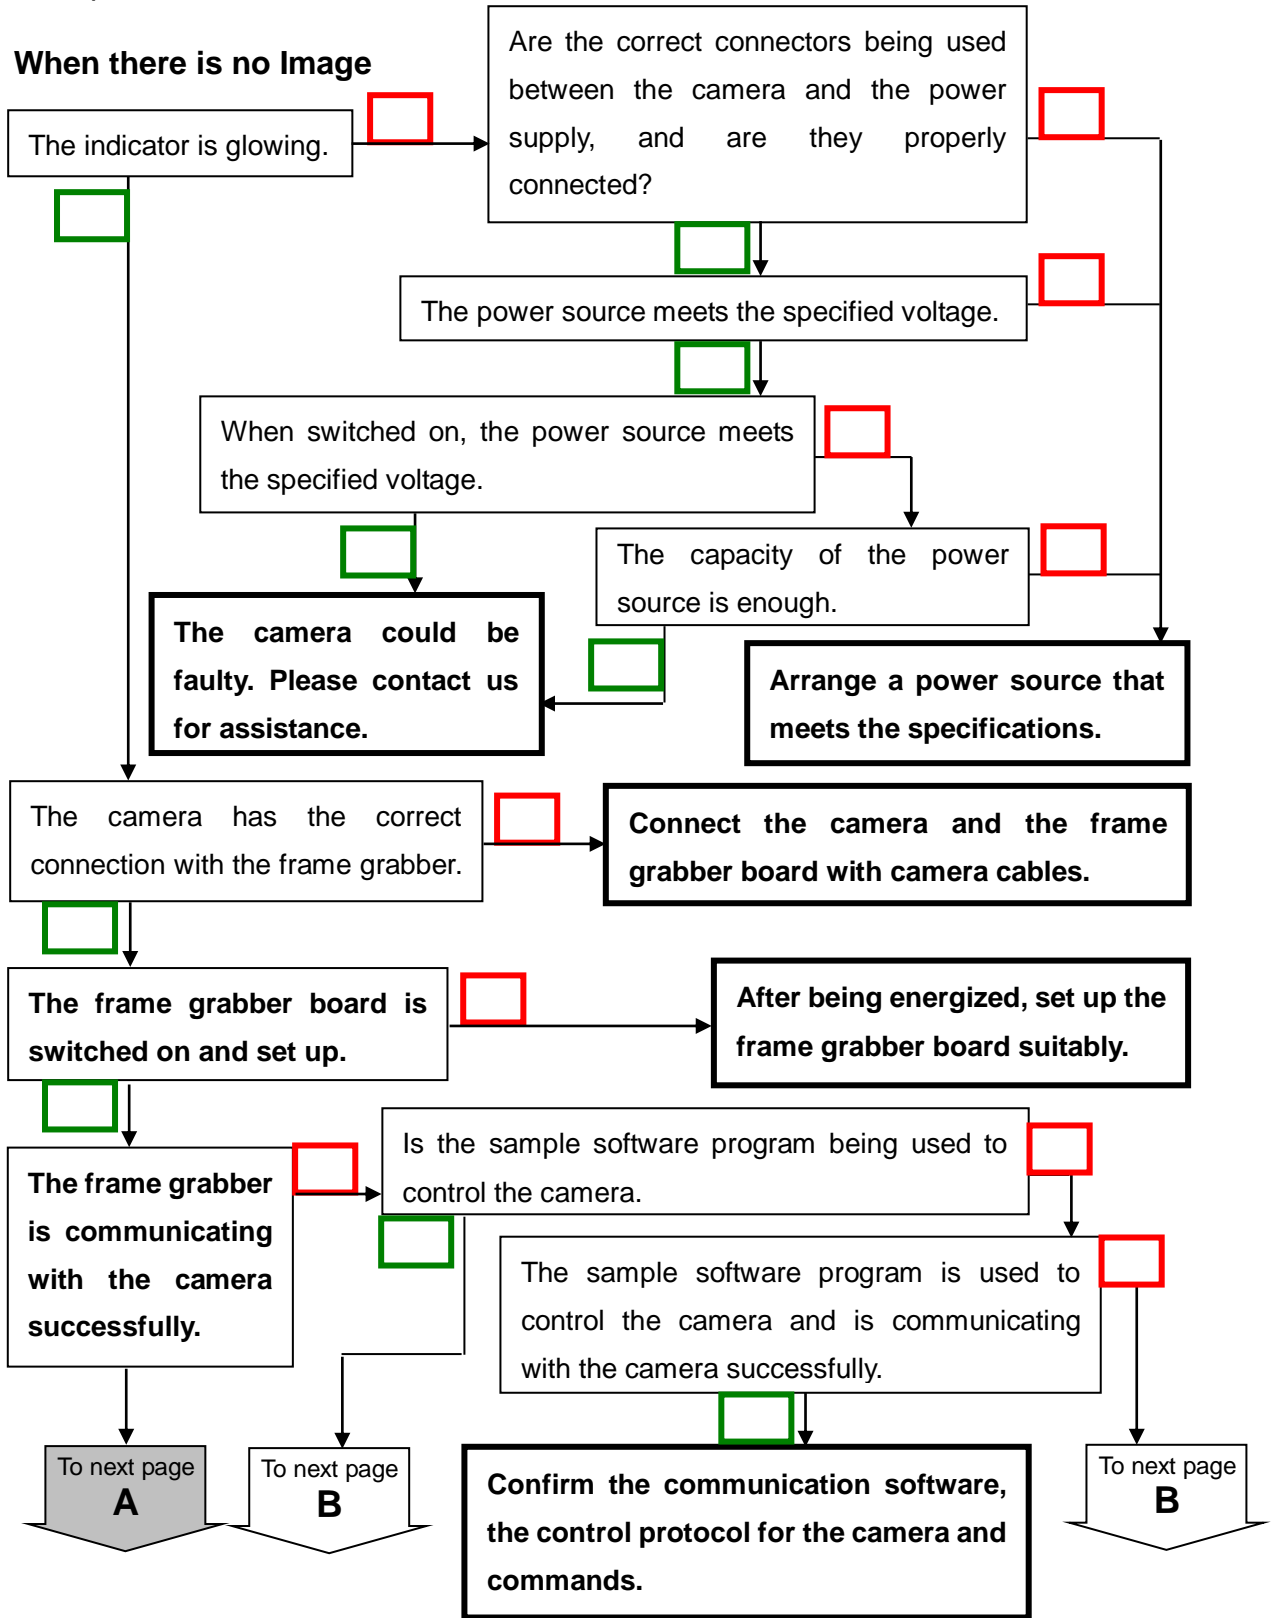 When there is no Image
Are the correct connectors being used
between the camera and the power
supply, and are they properly
connected?
The indicator is glowing.
The power source meets the specified voltage.
When switched on, the power source meets
the specified voltage.
The capacity of the power
source is enough.
The camera could be
faulty. Please contact us
for assistance.
Arrange a power source that
meets the specifications.
The camera has the correct
connection with the frame grabber.
Connect the camera and the frame
grabber board with camera cables.
The frame grabber board is
switched on and set up.
After being energized, set up the
frame grabber board suitably.
Is the sample software program being used to
control the camera.
The frame grabber
is communicating
with the camera
successfully.
The sample software program is used to
control the camera and is communicating
with the camera successfully.
To next page
A
To next page
B
Confirm the communication software,
the control protocol for the camera and
commands.
To next page
B